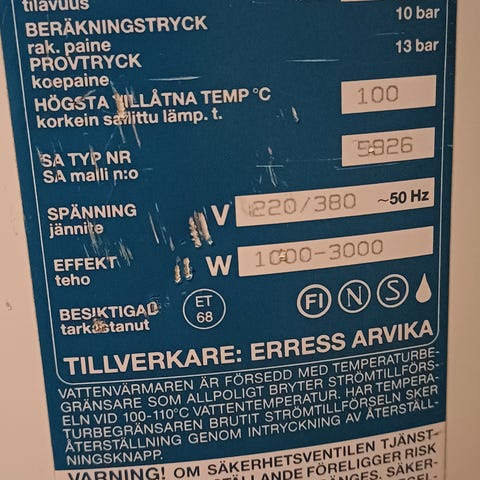 tilavuus
BERÄKNINGSTRYCK 10 bar
rak. paine
PROVTRYCK 13 bar
koepaine
HÖGSTA TILLÅTNA TEMP °C 100
korkein sallittu lämp. t.
SA TYP NR 5826
SA malli n:o
SPÄNNING V 220/380 ~50 Hz
jännite
EFFEKT W 1000-3000
teho
BESIKTIGAD ET 68 FI N S
tarkastanut
TILLVERKARE: ERRESS ARVIKA
VATTENVÄRMAREN ÄR FÖRSEDD MED TEMPERATURBE-
GRÄNSARE SOM ALLPOLIGT BRYTER STRÖMTILLFÖRS-
ELN VID 100-110°C VATTENTEMPERATUR. HAR TEMPERA-
TURBEGRÄNSAREN BRUTIT STRÖMTILLFÖRSELN SKER
ÅTERSTÄLLNING GENOM INTRYCKNING AV ÅTERSTÄLL-
NINGSKNAPP.
VARNING! OM SÄKERHETSVENTILEN TJÄNST-
STÄLLANDE FÖRELIGGER RISK
SÄKER-